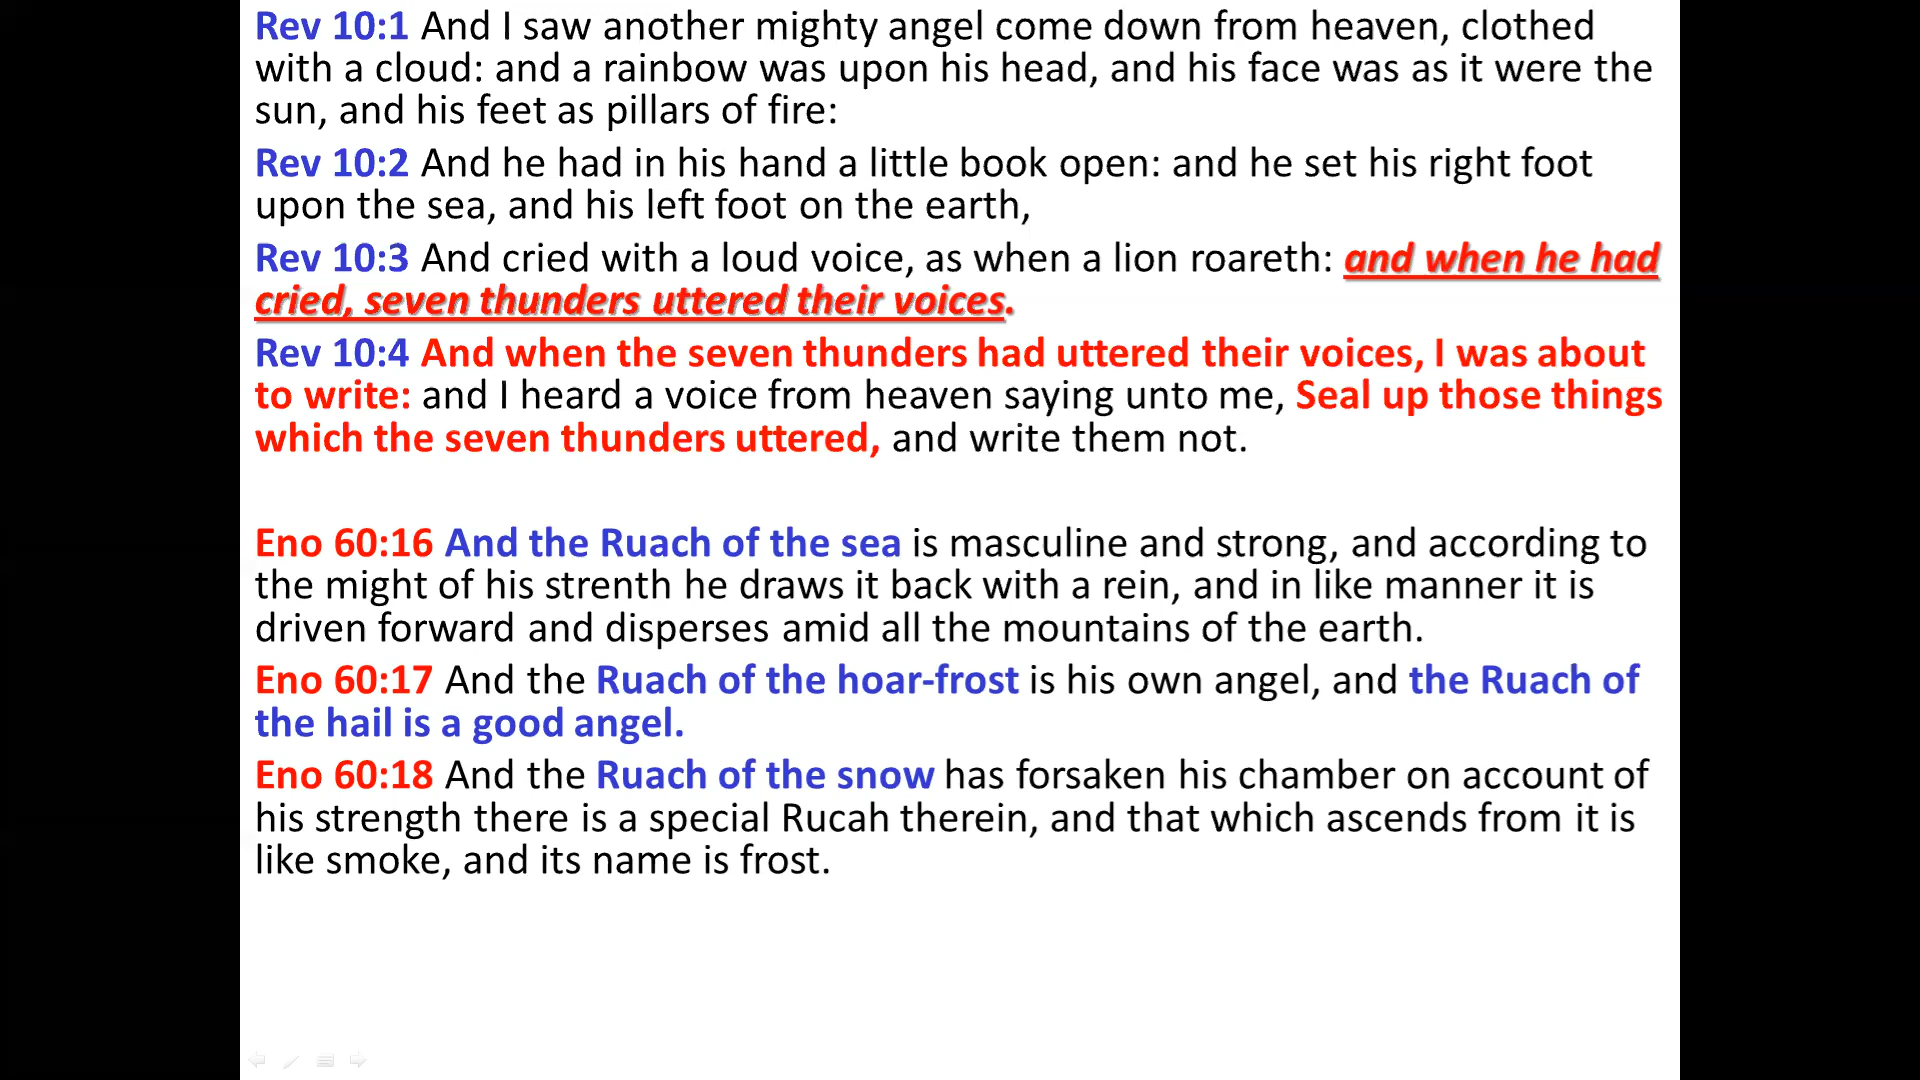 Rev 10:1 And I saw another mighty angel come down from heaven, clothed
with a cloud: and a rainbow was upon his head, and his face was as it were the
sun, and his feet as pillars of fire:
Rev 10:2 And he had in his hand a little book open: and he set his right foot
upon the sea, and his left foot on the earth,
Rev 10:3 And cried with a loud voice, as when a lion roareth: and when he had
cried, seven thunders uttered their voices.
Rev 10:4 And when the seven thunders had uttered their voices, I was about
to write: and I heard a voice from heaven saying unto me, Seal up those things
which the seven thunders uttered, and write them not.
Eno 60:16 And the Ruach of the sea is masculine and strong, and according to
the might of his strenth he draws it back with a rein, and in like manner it is
driven forward and disperses amid all the mountains of the earth.
Eno 60:17 And the Ruach of the hoar-frost is his own angel, and the Ruach of
the hail is a good angel.
Eno 60:18 And the Ruach of the snow has forsaken his chamber on account of
his strength there is a special Rucah therein, and that which ascends from it is
like smoke, and its name is frost.